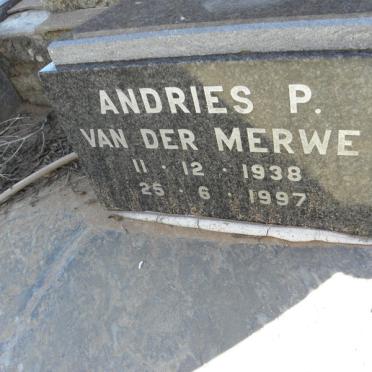 ANDRIES P.
VAN DER MERWE
11 · 12 · 1938
25 · 6 · 1997